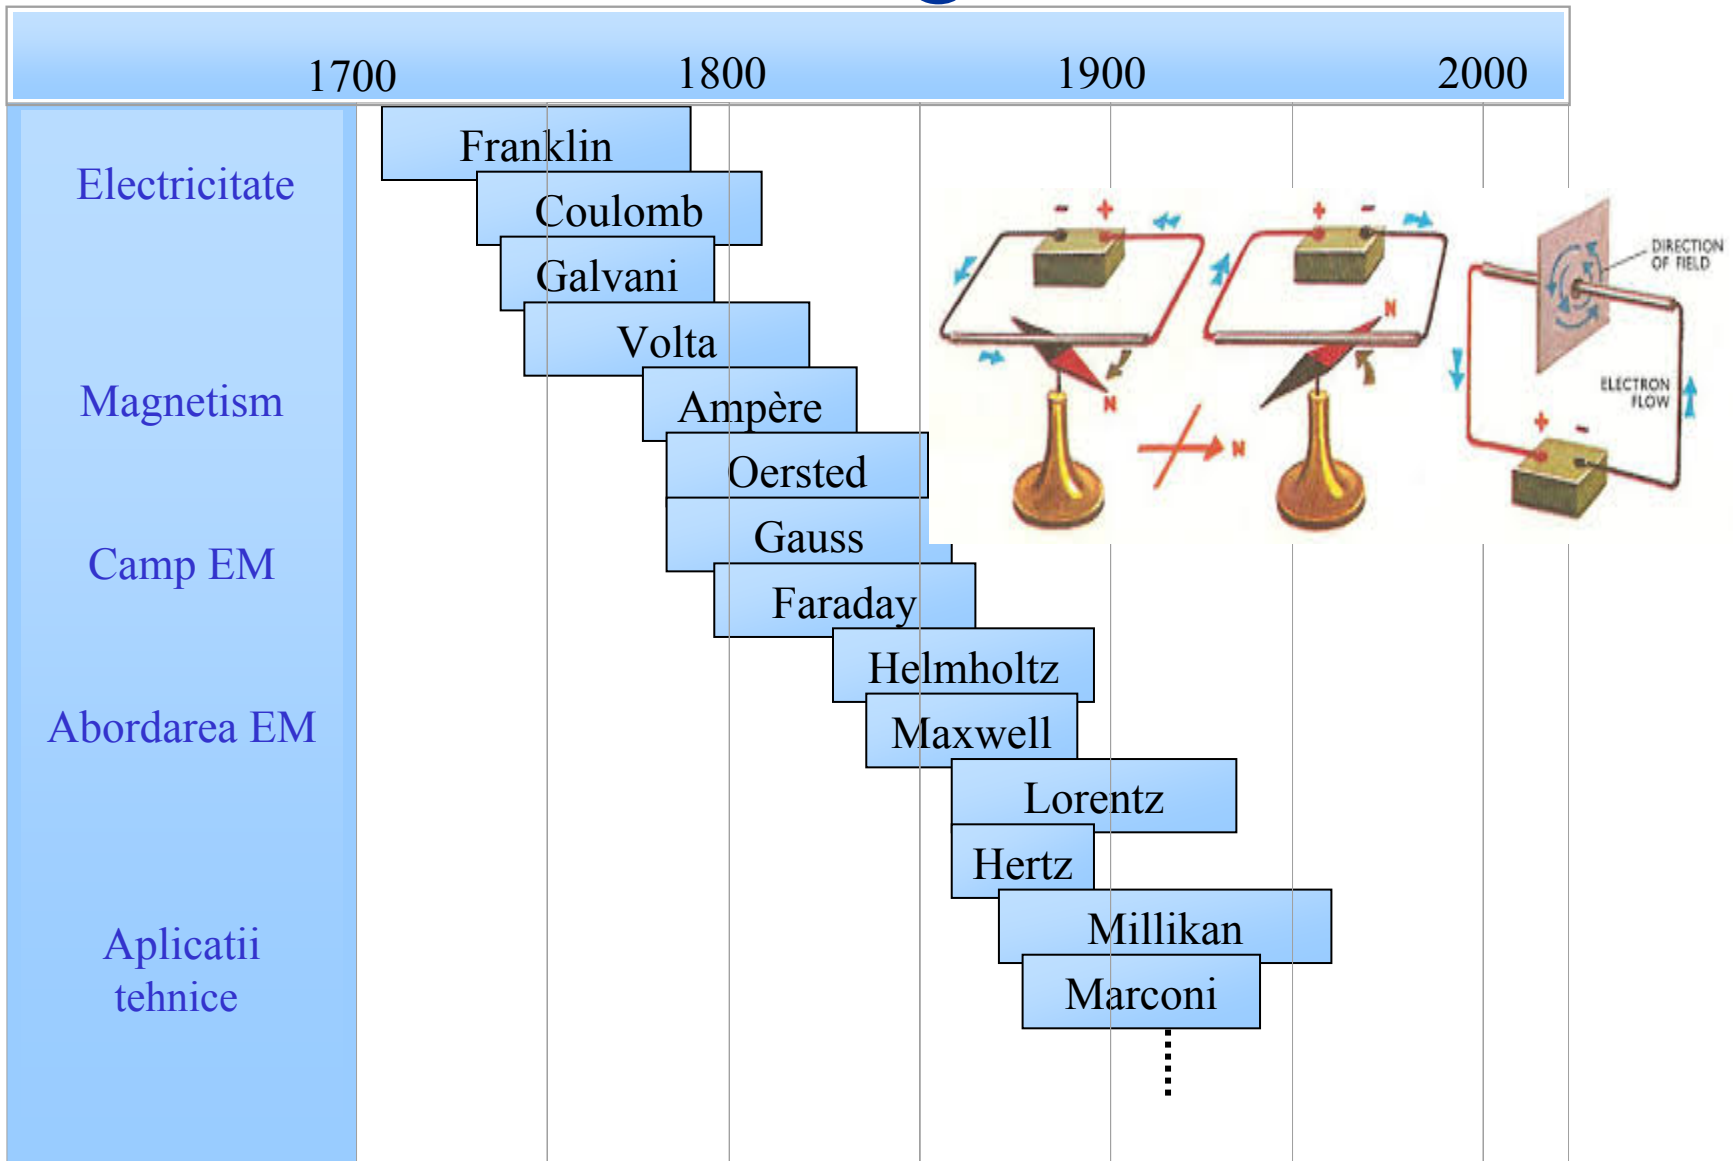 1700 1800 1900 2000
Electricitate
Magnetism
Camp EM
Abordarea EM
Aplicatii
tehnice
Franklin
Coulomb
Galvani
Volta
Ampère
Oersted
Gauss
Faraday
Helmholtz
Maxwell
Lorentz
Hertz
Millikan
Marconi
- +
N
N
+ -
N
DIRECTION
OF FIELD
ELECTRON
FLOW
+ -